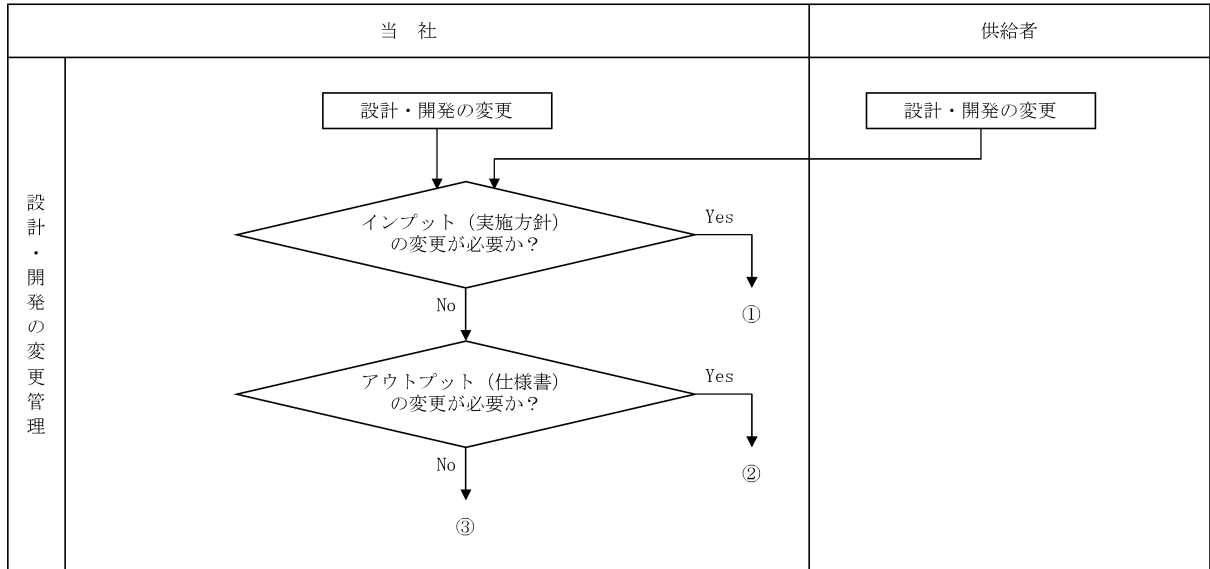 当　社
供給者
設計・開発の変更管理
設計・開発の変更
設計・開発の変更
インプット（実施方針）
の変更が必要か？
Yes
①
No
アウトプット（仕様書）
の変更が必要か？
Yes
②
No
③